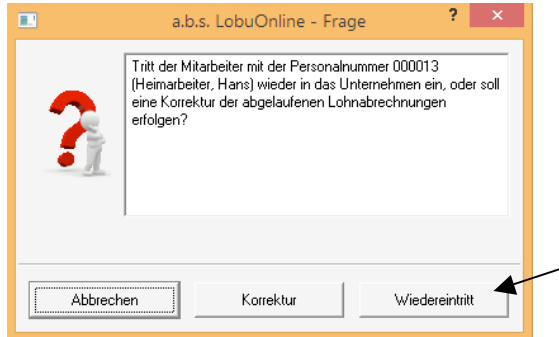 a.b.s. LobuOnline - Frage
Tritt der Mitarbeiter mit der Personalnummer 000013
(Heimarbeiter, Hans) wieder in das Unternehmen ein, oder soll
eine Korrektur der abgelaufenen Lohnabrechnungen
erfolgen?
Abbrechen
Korrektur
Wiedereintritt